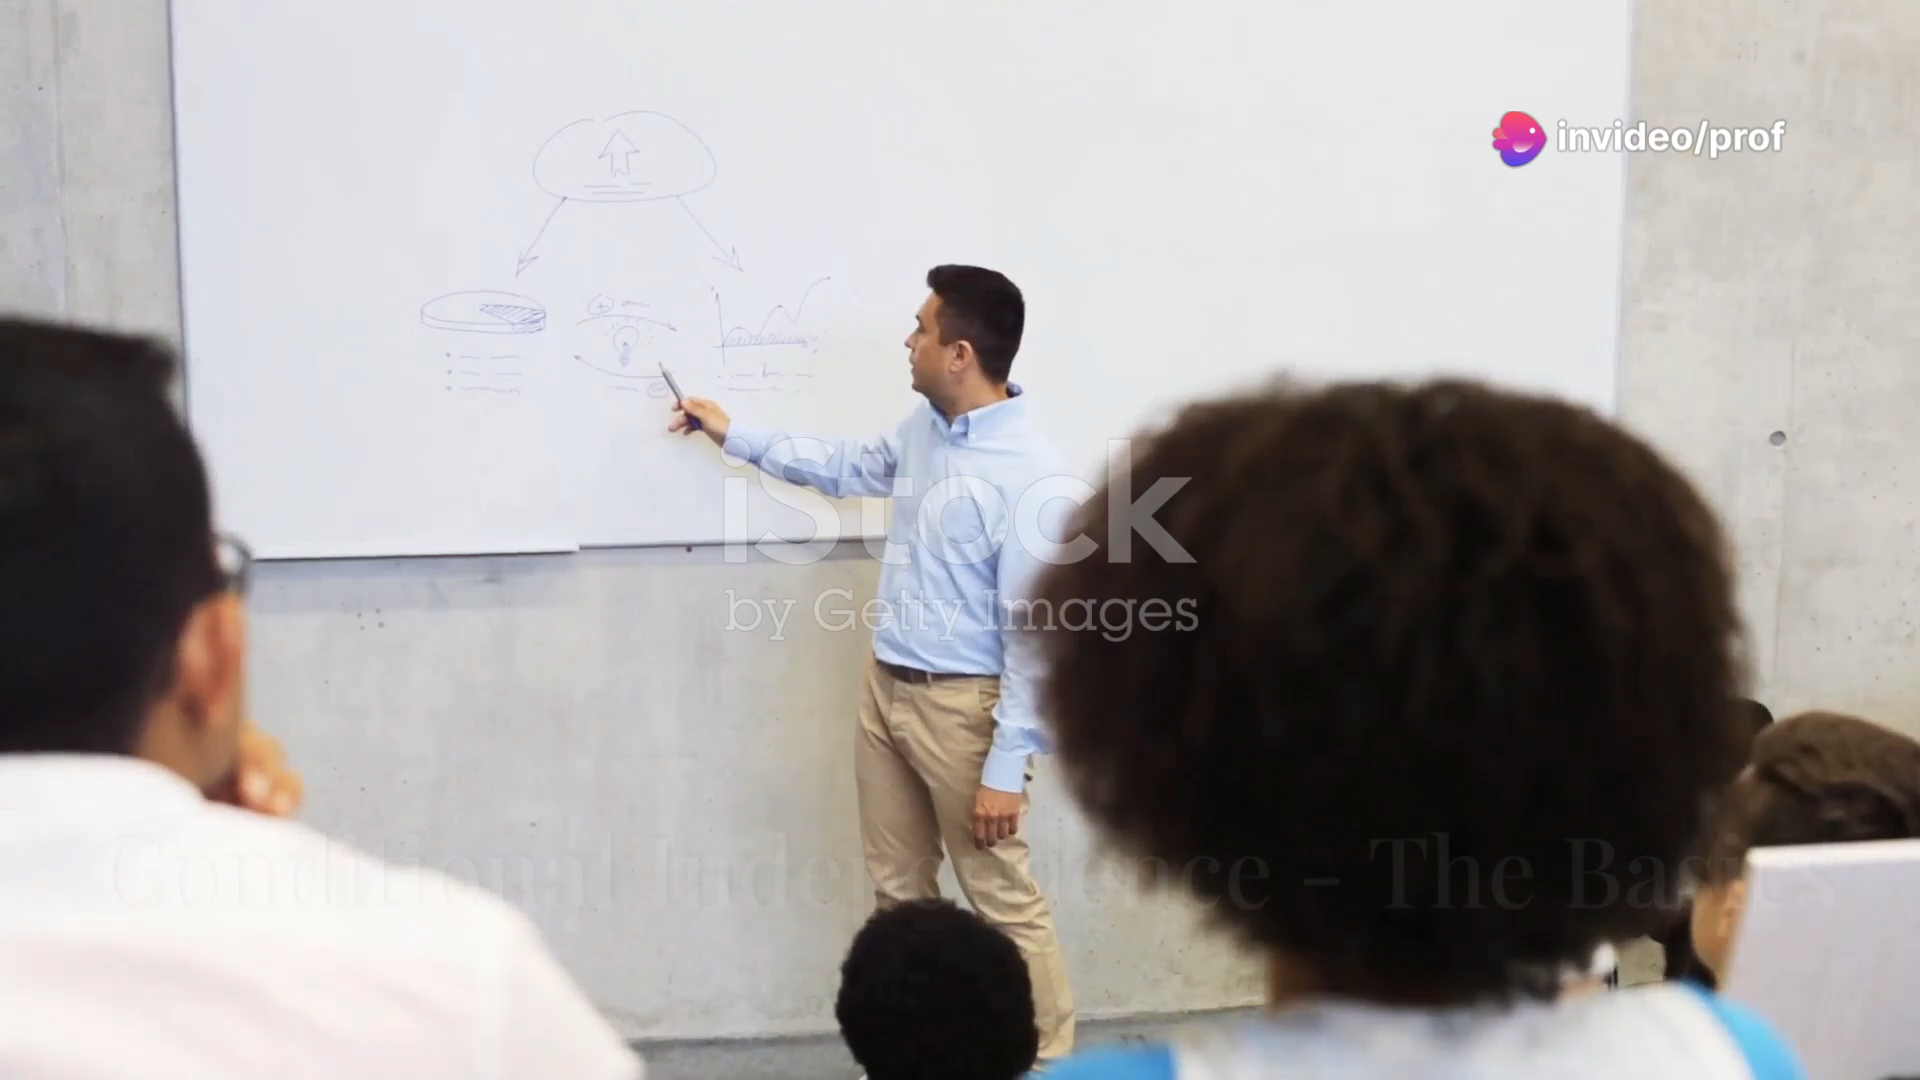 invideo/prof
iStock
by Getty Images
Conditional Independence - The Basics